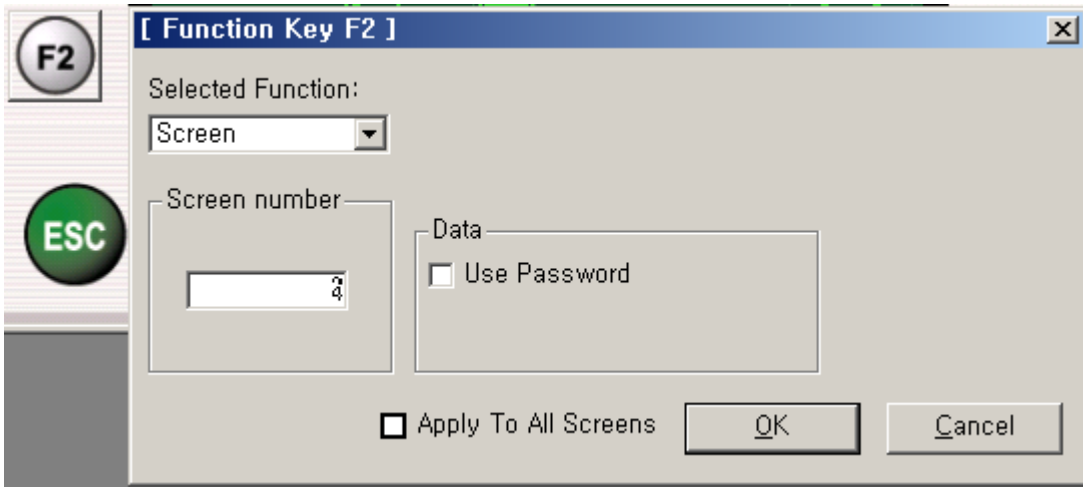 F2
[ Function Key F2 ]
Selected Function:
Screen
ESC
Screen number
Data
Use Password
Apply To All Screens
OK
Cancel